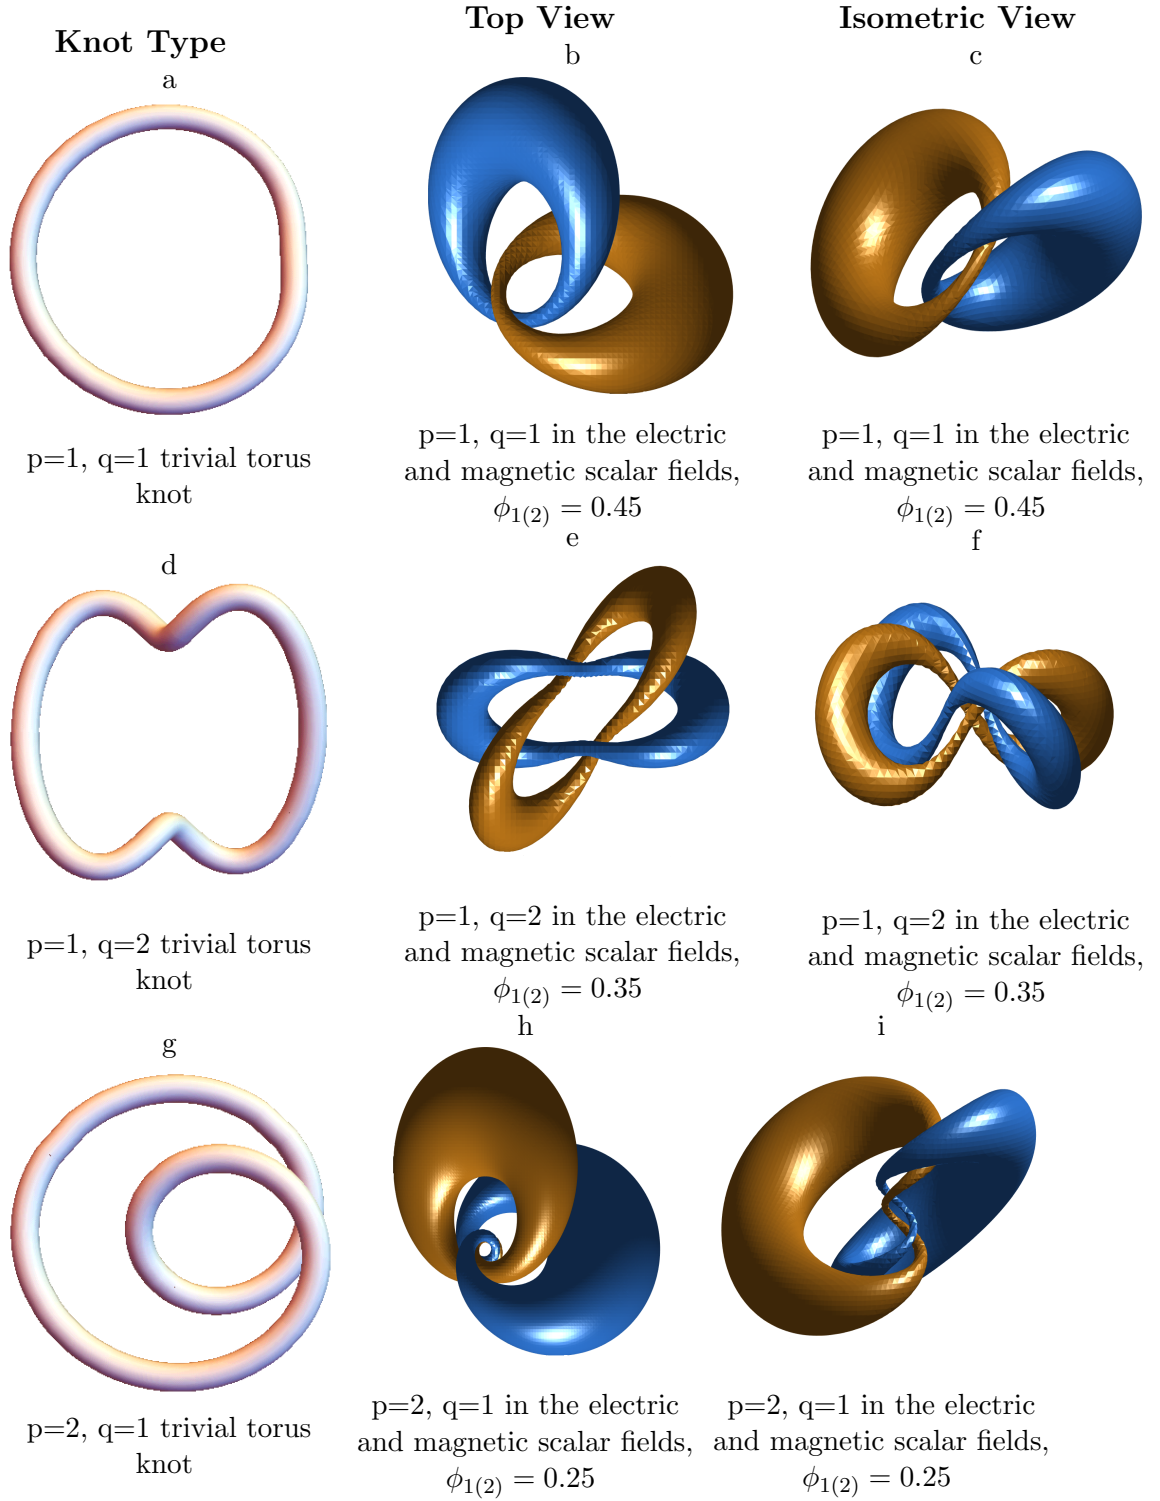 Knot Type
Top View
Isometric View
a
b
c
p=1, q=1 trivial torus
knot
p=1, q=1 in the electric
and magnetic scalar fields,
ϕ₁₍₂₎ = 0.45
p=1, q=1 in the electric
and magnetic scalar fields,
ϕ₁₍₂₎ = 0.45
d
e
f
p=1, q=2 trivial torus
knot
p=1, q=2 in the electric
and magnetic scalar fields,
ϕ₁₍₂₎ = 0.35
p=1, q=2 in the electric
and magnetic scalar fields,
ϕ₁₍₂₎ = 0.35
g
h
i
p=2, q=1 trivial torus
knot
p=2, q=1 in the electric
and magnetic scalar fields,
ϕ₁₍₂₎ = 0.25
p=2, q=1 in the electric
and magnetic scalar fields,
ϕ₁₍₂₎ = 0.25